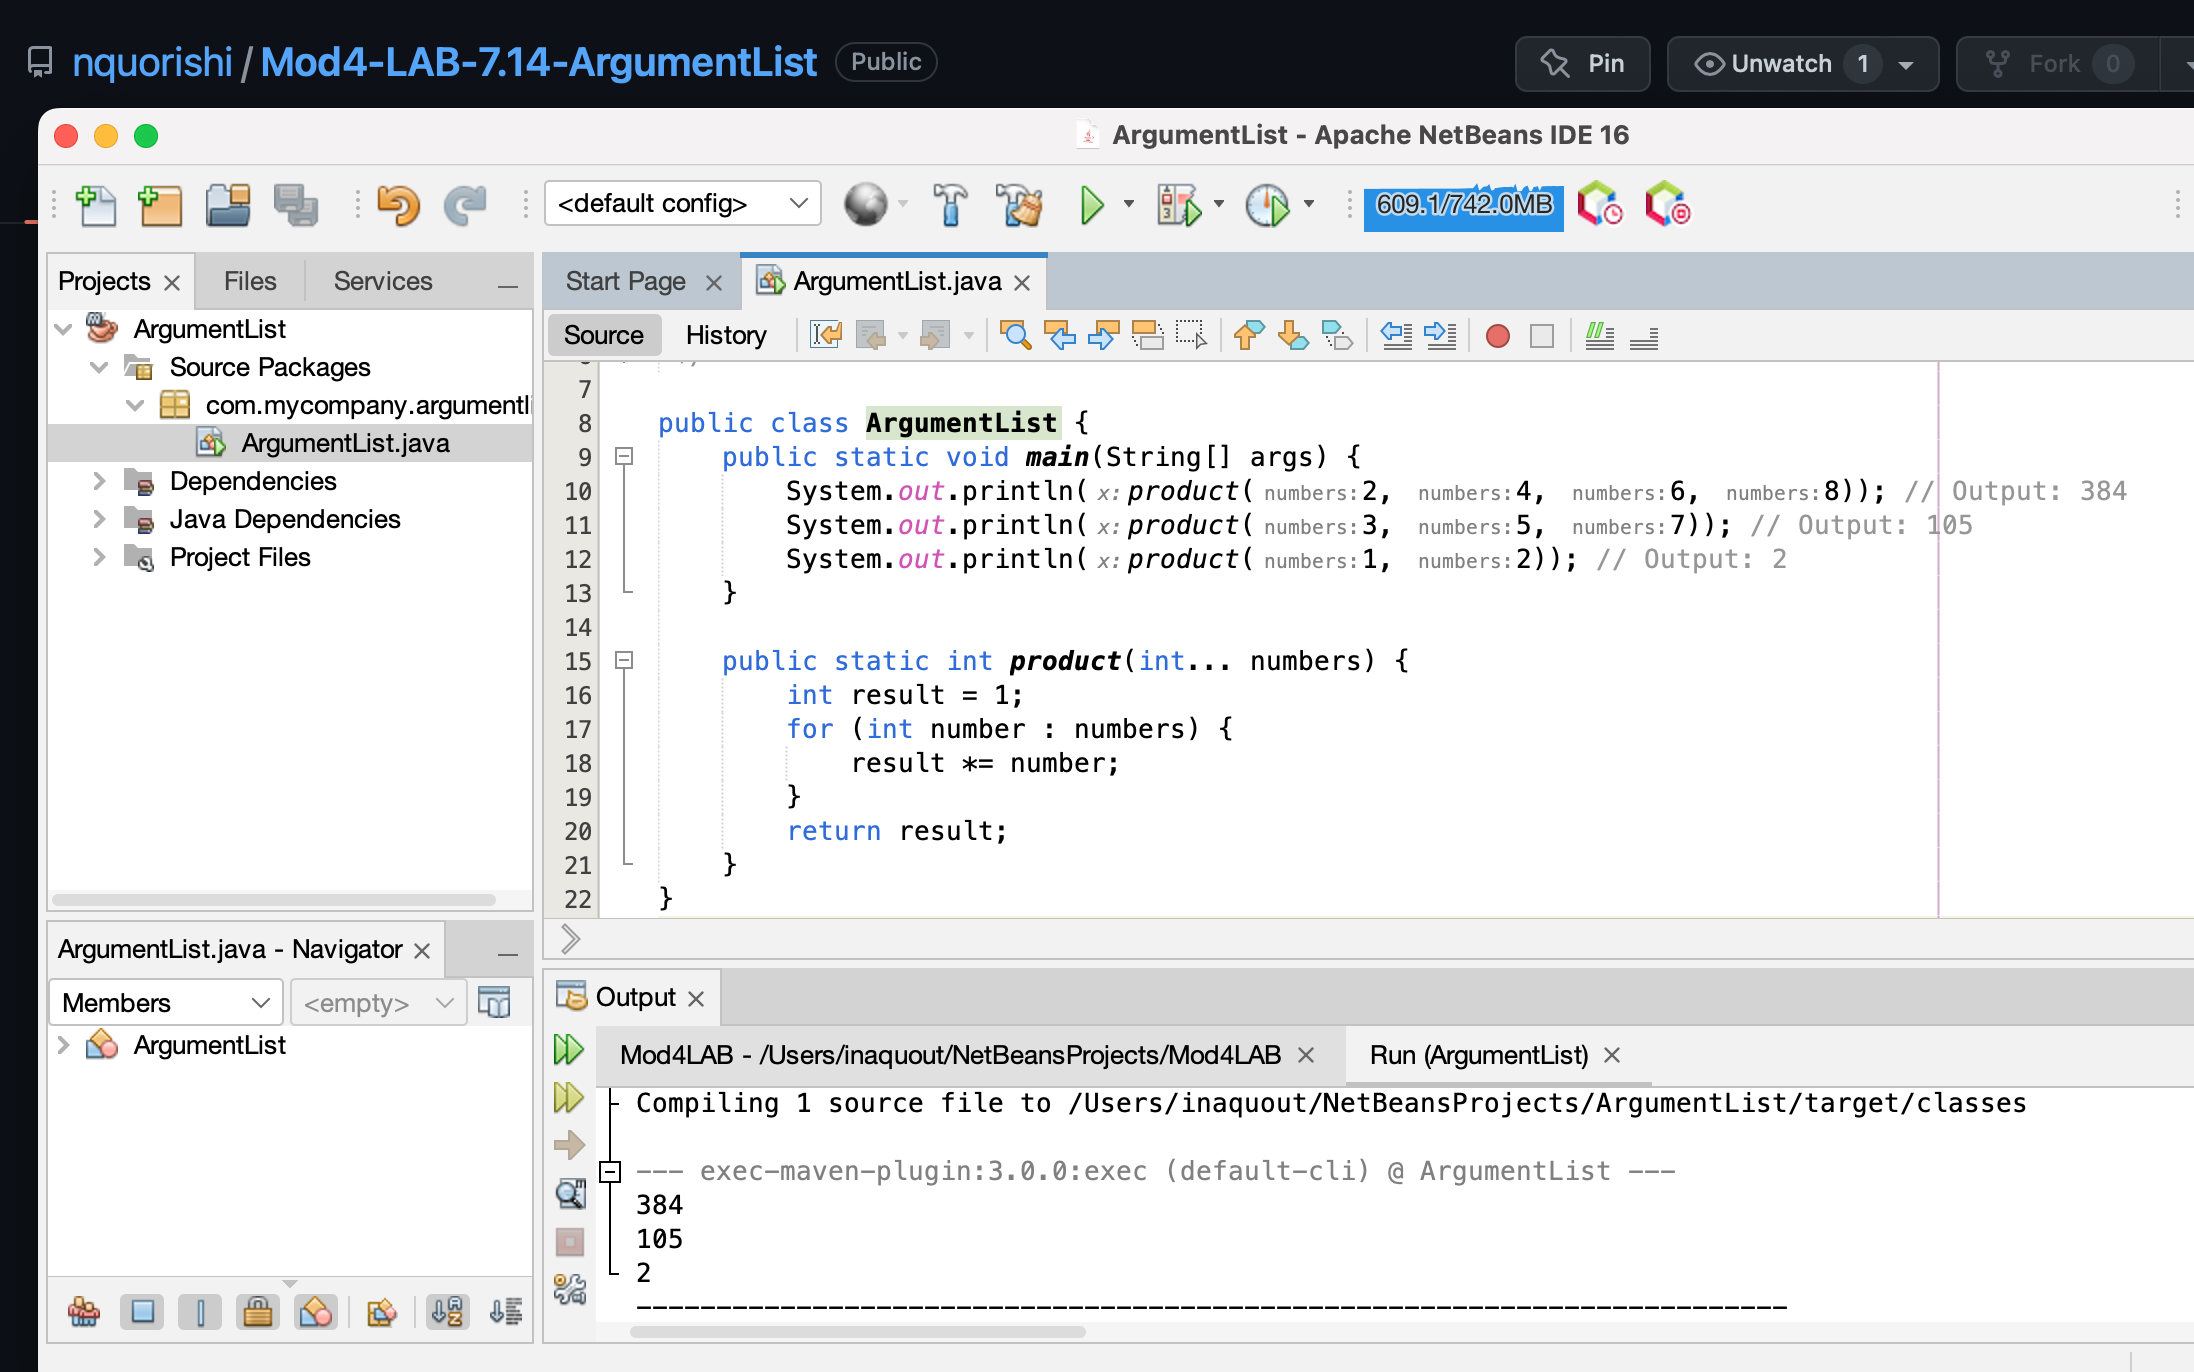 nquorishi / Mod4-LAB-7.14-ArgumentList Public Pin Unwatch 1 Fork 0
ArgumentList - Apache NetBeans IDE 16
<default config> 609.1/742.0MB
Projects Files Services
ArgumentList
Source Packages
com.mycompany.argumentli
ArgumentList.java
Dependencies
Java Dependencies
Project Files
Start Page ArgumentList.java
Source History
7
8 public class ArgumentList {
9 public static void main(String[] args) {
10 System.out.println( x: product( numbers: 2, numbers: 4, numbers: 6, numbers: 8)); // Output: 384
11 System.out.println( x: product( numbers: 3, numbers: 5, numbers: 7)); // Output: 105
12 System.out.println( x: product( numbers: 1, numbers: 2)); // Output: 2
13 }
14
15 public static int product(int... numbers) {
16 int result = 1;
17 for (int number : numbers) {
18 result *= number;
19 }
20 return result;
21 }
22 }
ArgumentList.java - Navigator
Members <empty>
ArgumentList
Output
Mod4LAB - /Users/inaquout/NetBeansProjects/Mod4LAB Run (ArgumentList)
Compiling 1 source file to /Users/inaquout/NetBeansProjects/ArgumentList/target/classes
--- exec-maven-plugin:3.0.0:exec (default-cli) @ ArgumentList ---
384
105
2
------------------------------------------------------------------------